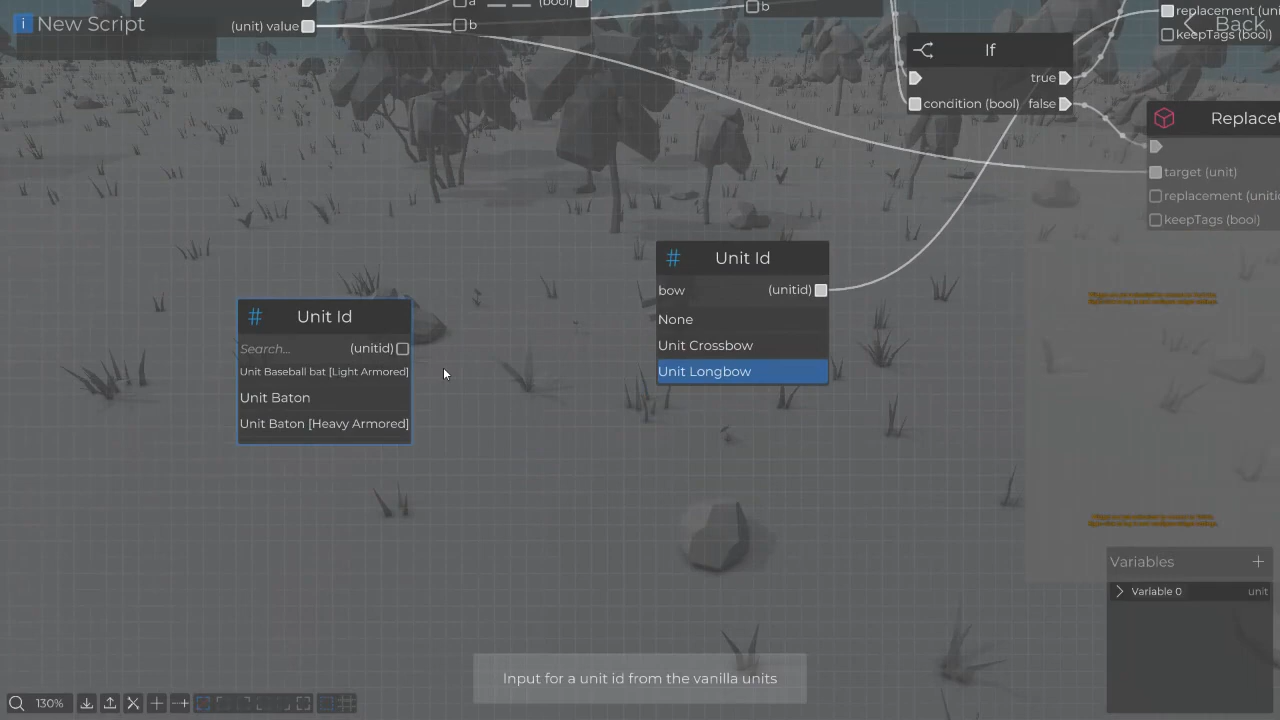 i New Script
(unit) value
a
(bool)
b
b
replacement (uni
Back
keepTags (bool)
If
true
condition (bool) false
Replace
target (unit)
replacement (unitic
keepTags (bool)
# Unit Id
bow (unitid)
None
Unit Crossbow
Unit Longbow
# Unit Id
Search... (unitid)
Unit Baseball bat [Light Armored]
Unit Baton
Unit Baton [Heavy Armored]
Variables +
Variable 0 unit
Input for a unit id from the vanilla units
130%